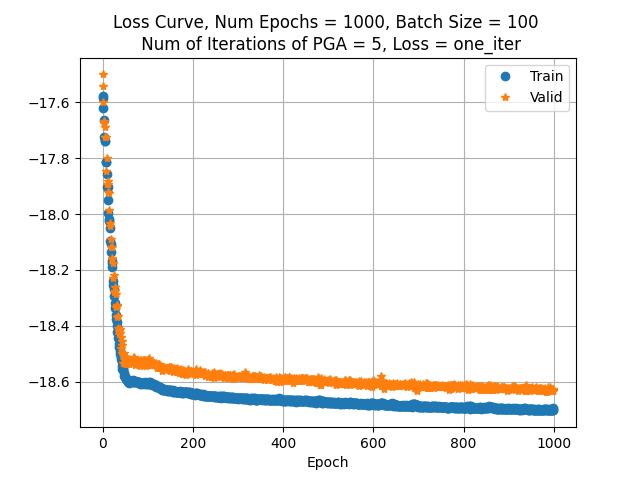 Loss Curve, Num Epochs = 1000, Batch Size = 100
Num of Iterations of PGA = 5, Loss = one_iter
Train
Valid
−17.6
−17.8
−18.0
−18.2
−18.4
−18.6
0 200 400 600 800 1000
Epoch